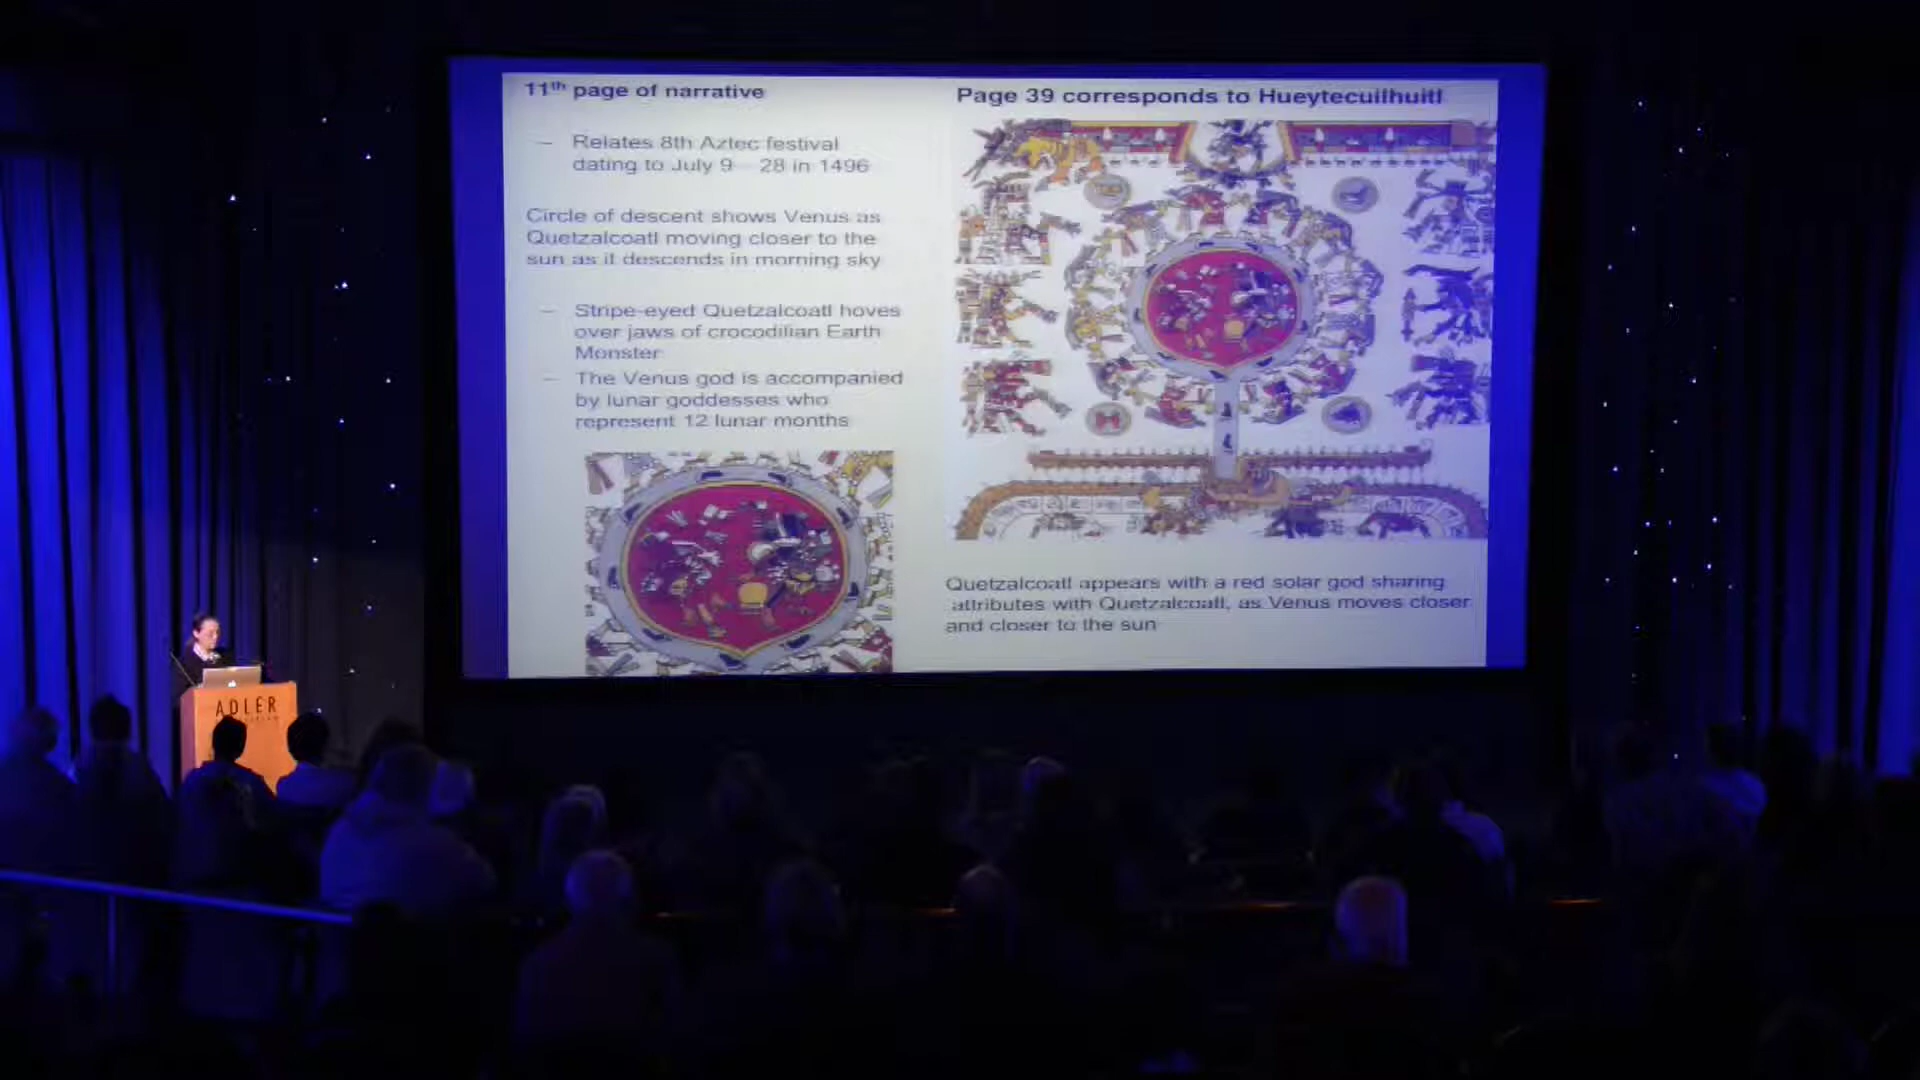 11th page of narrative
– Relates 8th Aztec festival
dating to July 9 – 28 in 1496
Circle of descent shows Venus as
Quetzalcoatl moving closer to the
sun as it descends in morning sky
– Stripe-eyed Quetzalcoatl hoves
over jaws of crocodilian Earth
Monster
– The Venus god is accompanied
by lunar goddesses who
represent 12 lunar months
Page 39 corresponds to Hueytecuilhuitl
Quetzalcoatl appears with a red solar god sharing
attributes with Quetzalcoatl, as Venus moves closer
and closer to the sun
ADLER